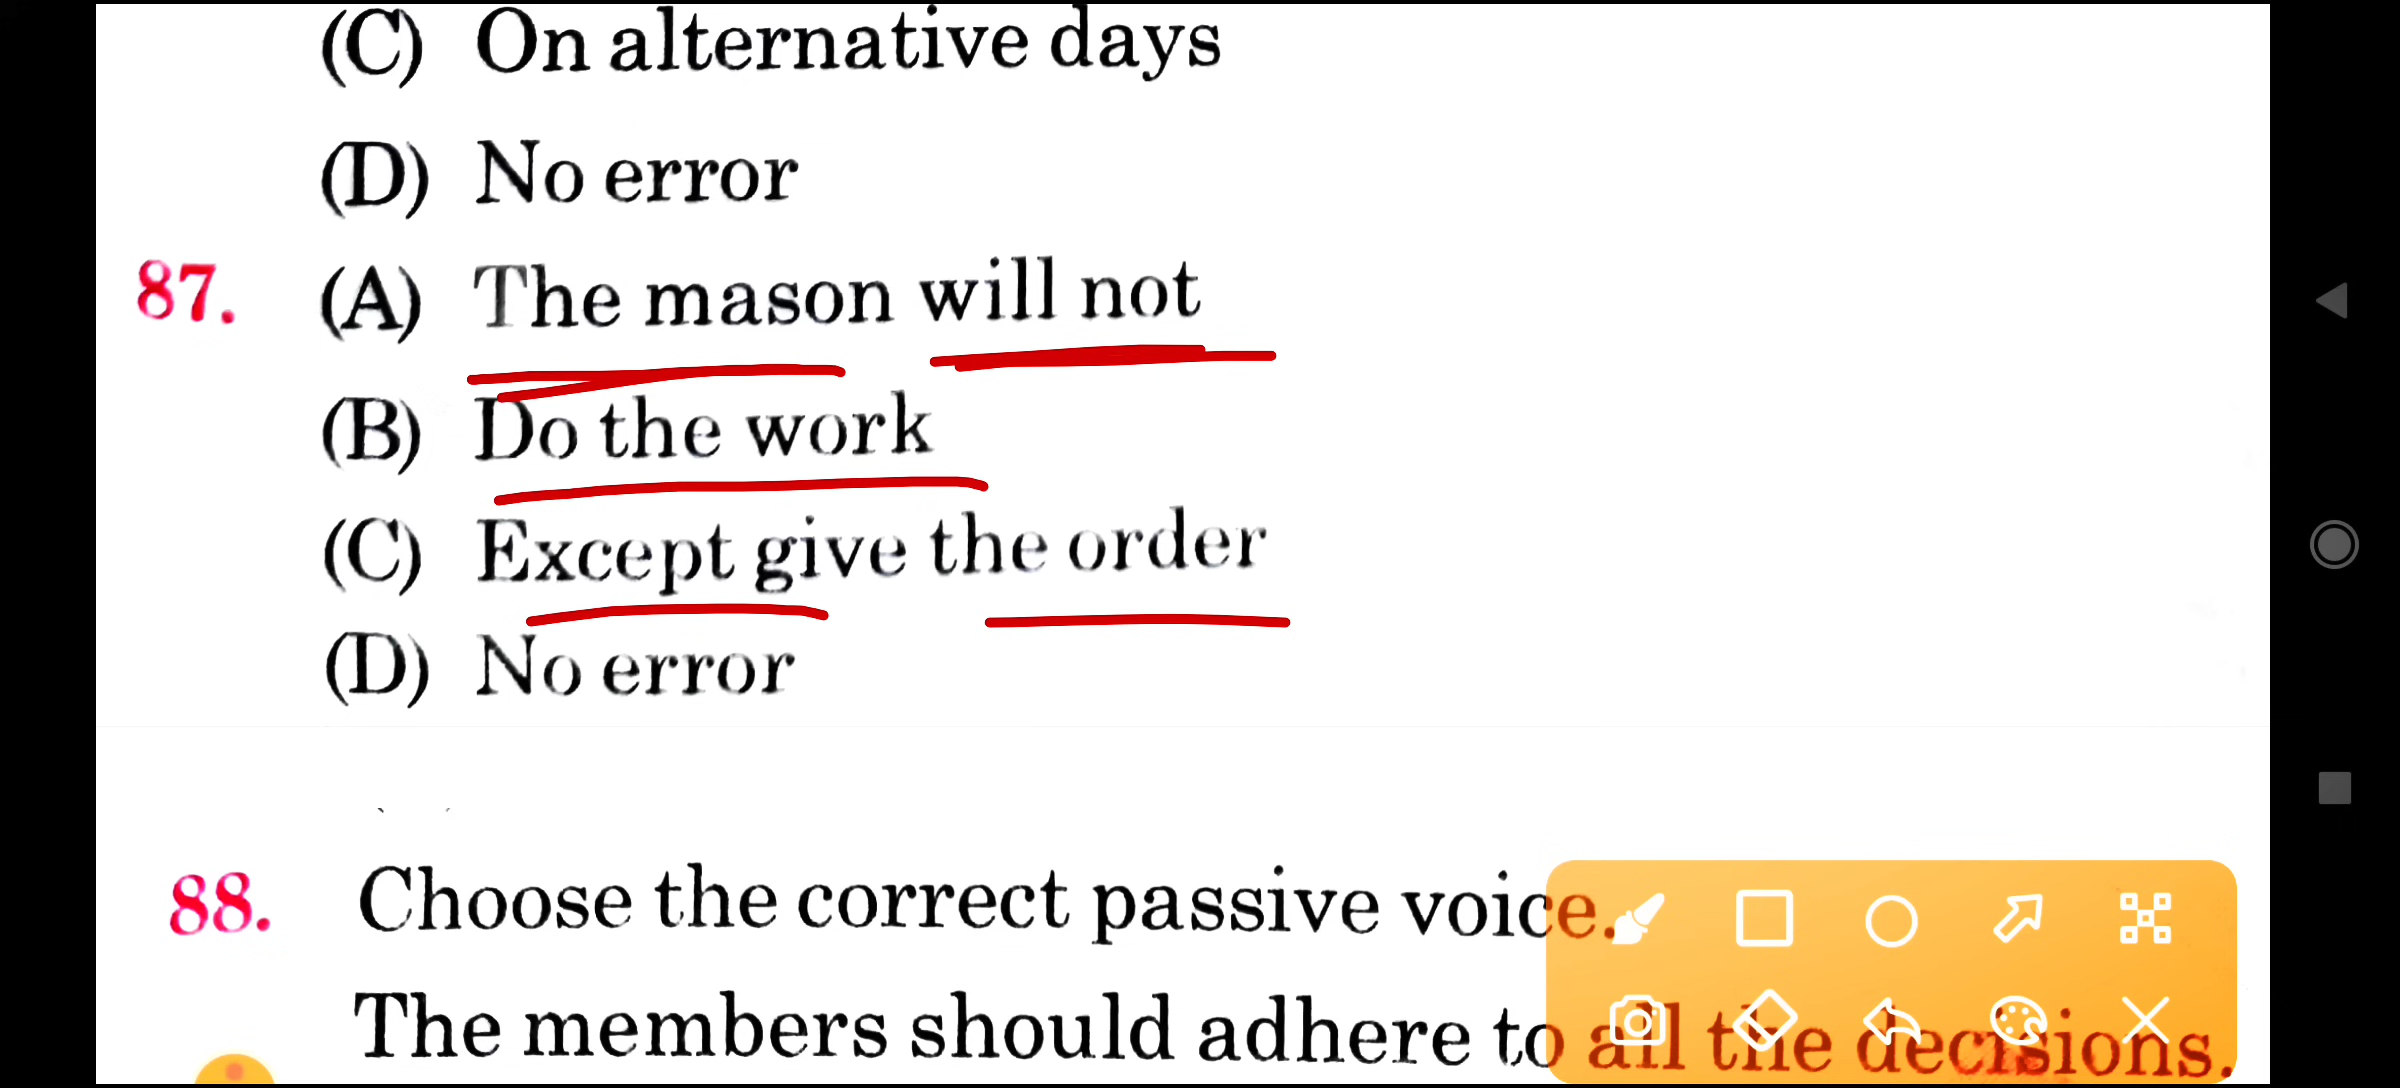 (C) On alternative days
(D) No error
87. (A) The mason will not
(B) Do the work
(C) Except give the order
(D) No error
88. Choose the correct passive voice.
The members should adhere to all the decisions.